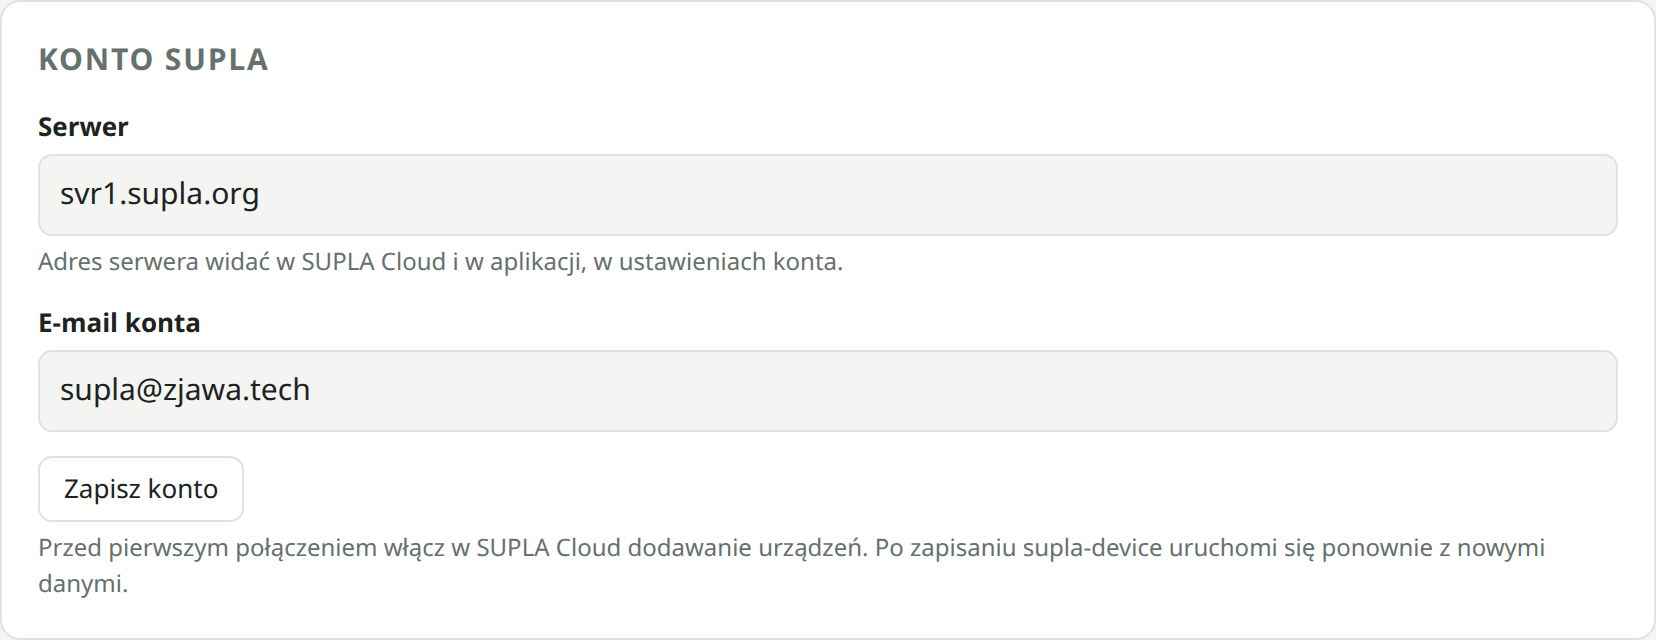 KONTO SUPLA
Serwer
svr1.supla.org
Adres serwera widać w SUPLA Cloud i w aplikacji, w ustawieniach konta.
E-mail konta
supla@zjawa.tech
Zapisz konto
Przed pierwszym połączeniem włącz w SUPLA Cloud dodawanie urządzeń. Po zapisaniu supla-device uruchomi się ponownie z nowymi
danymi.